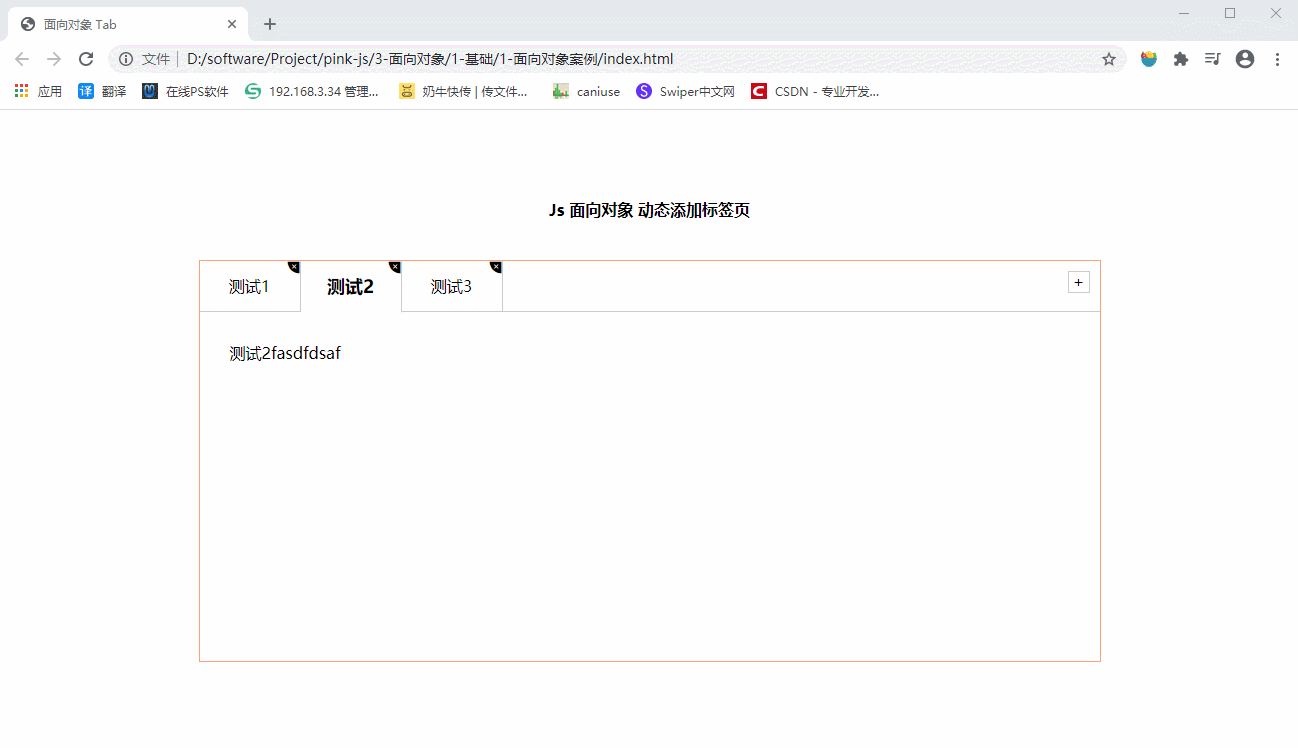 面向对象 Tab
文件 D:/software/Project/pink-js/3-面向对象/1-基础/1-面向对象案例/index.html
应用 译 翻译 在线PS软件 192.168.3.34 管理... 奶牛快传 | 传文件... caniuse Swiper中文网 CSDN - 专业开发...
Js 面向对象 动态添加标签页
测试1 测试2 测试3 +
测试2fasdfdsaf